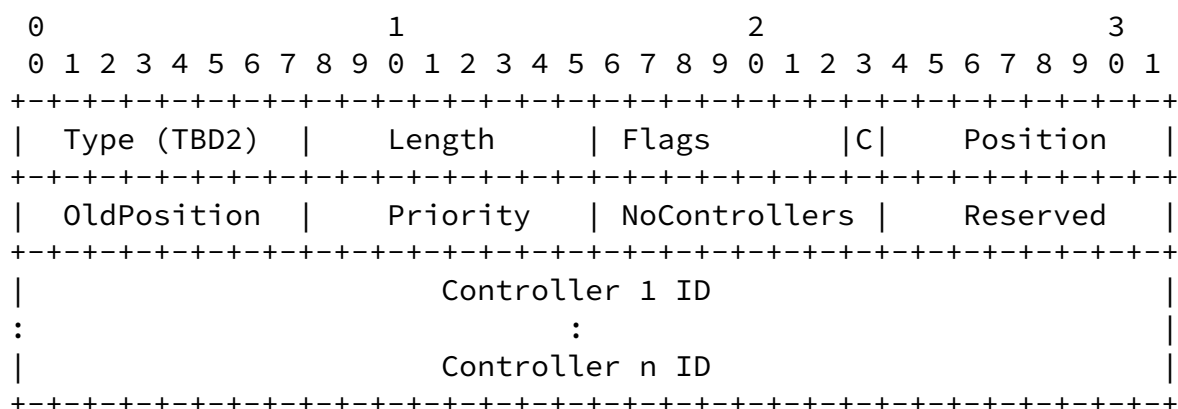 0                   1                   2                   3
 0 1 2 3 4 5 6 7 8 9 0 1 2 3 4 5 6 7 8 9 0 1 2 3 4 5 6 7 8 9 0 1
+-+-+-+-+-+-+-+-+-+-+-+-+-+-+-+-+-+-+-+-+-+-+-+-+-+-+-+-+-+-+-+-+
|  Type (TBD2)  |    Length     | Flags       |C|    Position   |
+-+-+-+-+-+-+-+-+-+-+-+-+-+-+-+-+-+-+-+-+-+-+-+-+-+-+-+-+-+-+-+-+
|  OldPosition  |    Priority   | NoControllers |    Reserved   |
+-+-+-+-+-+-+-+-+-+-+-+-+-+-+-+-+-+-+-+-+-+-+-+-+-+-+-+-+-+-+-+-+
|                       Controller 1 ID                         |
:                              :                                |
|                       Controller n ID                         |
+-+-+-+-+-+-+-+-+-+-+-+-+-+-+-+-+-+-+-+-+-+-+-+-+-+-+-+-+-+-+-+-+